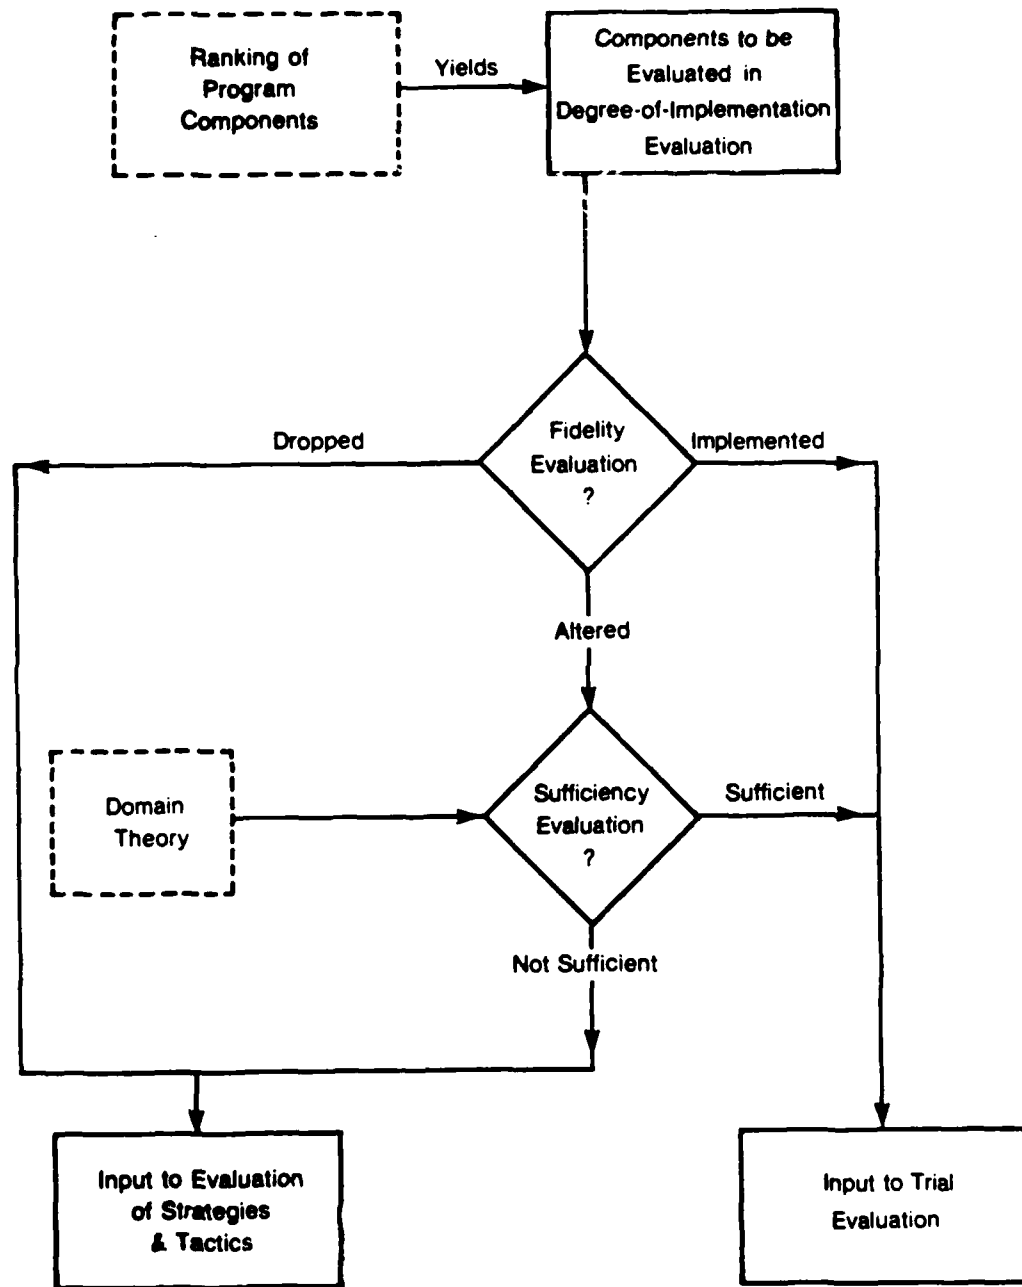 Ranking of
Program
Components
Yields
Components to be
Evaluated in
Degree-of-Implementation
Evaluation
Dropped
Fidelity
Evaluation
?
Implemented
Altered
Domain
Theory
Sufficiency
Evaluation
?
Sufficient
Not Sufficient
Input to Evaluation
of Strategies
& Tactics
Input to Trial
Evaluation